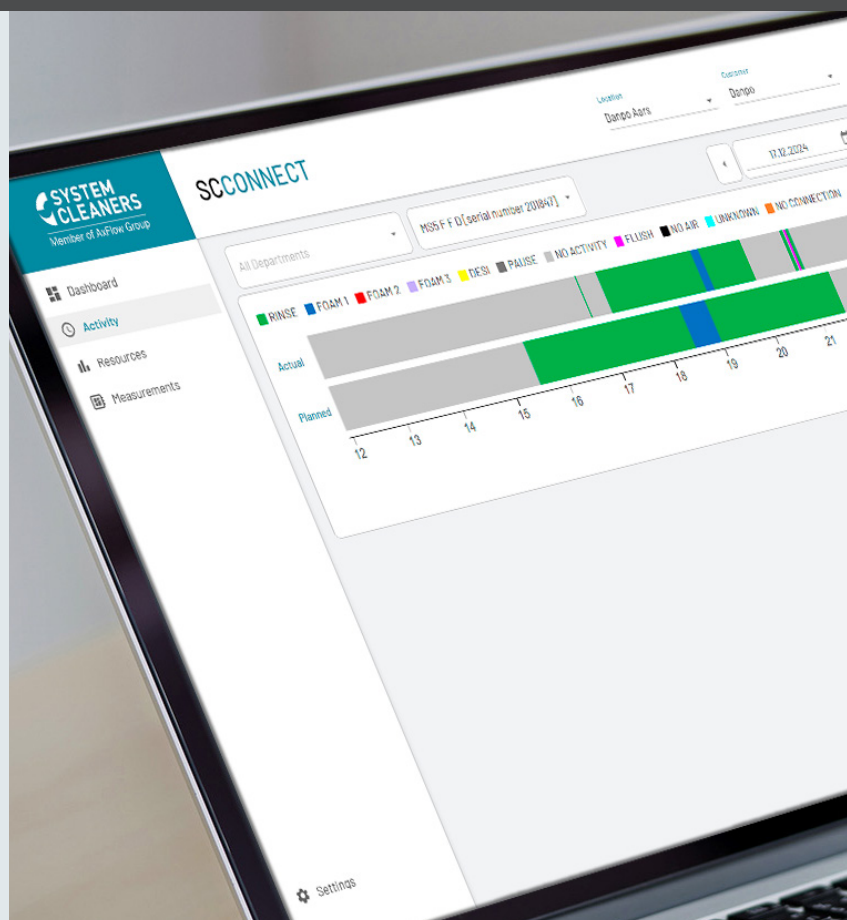 SYSTEM
CLEANERS
Member of AxFlow Group
SCCONNECT
Location
Danpo Aars
Customer
Danpo
Dashboard
Activity
Resources
Measurements
Settings
All Departments
MS5 F F D [serial number 201847]
17.12.2024
RINSE FOAM 1 FOAM 2 FOAM 3 DESI PAUSE NO ACTIVITY FLUSH NO AIR UNKNOWN NO CONNECTION
Actual
Planned
12 13 14 15 16 17 18 19 20 21